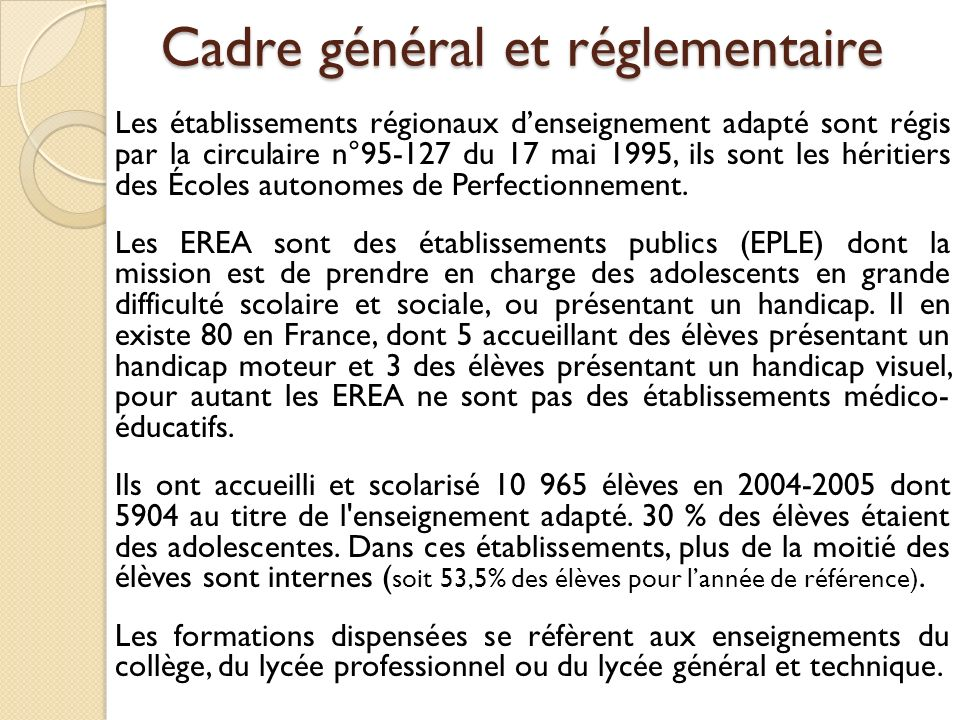 Cadre général et réglementaire
Les établissements régionaux d’enseignement adapté sont régis
par la circulaire n°95-127 du 17 mai 1995, ils sont les héritiers
des Écoles autonomes de Perfectionnement.
Les EREA sont des établissements publics (EPLE) dont la
mission est de prendre en charge des adolescents en grande
difficulté scolaire et sociale, ou présentant un handicap. Il en
existe 80 en France, dont 5 accueillant des élèves présentant un
handicap moteur et 3 des élèves présentant un handicap visuel,
pour autant les EREA ne sont pas des établissements médico-
éducatifs.
Ils ont accueilli et scolarisé 10 965 élèves en 2004-2005 dont
5904 au titre de l'enseignement adapté. 30 % des élèves étaient
des adolescentes. Dans ces établissements, plus de la moitié des
élèves sont internes (soit 53,5% des élèves pour l’année de référence).
Les formations dispensées se réfèrent aux enseignements du
collège, du lycée professionnel ou du lycée général et technique.